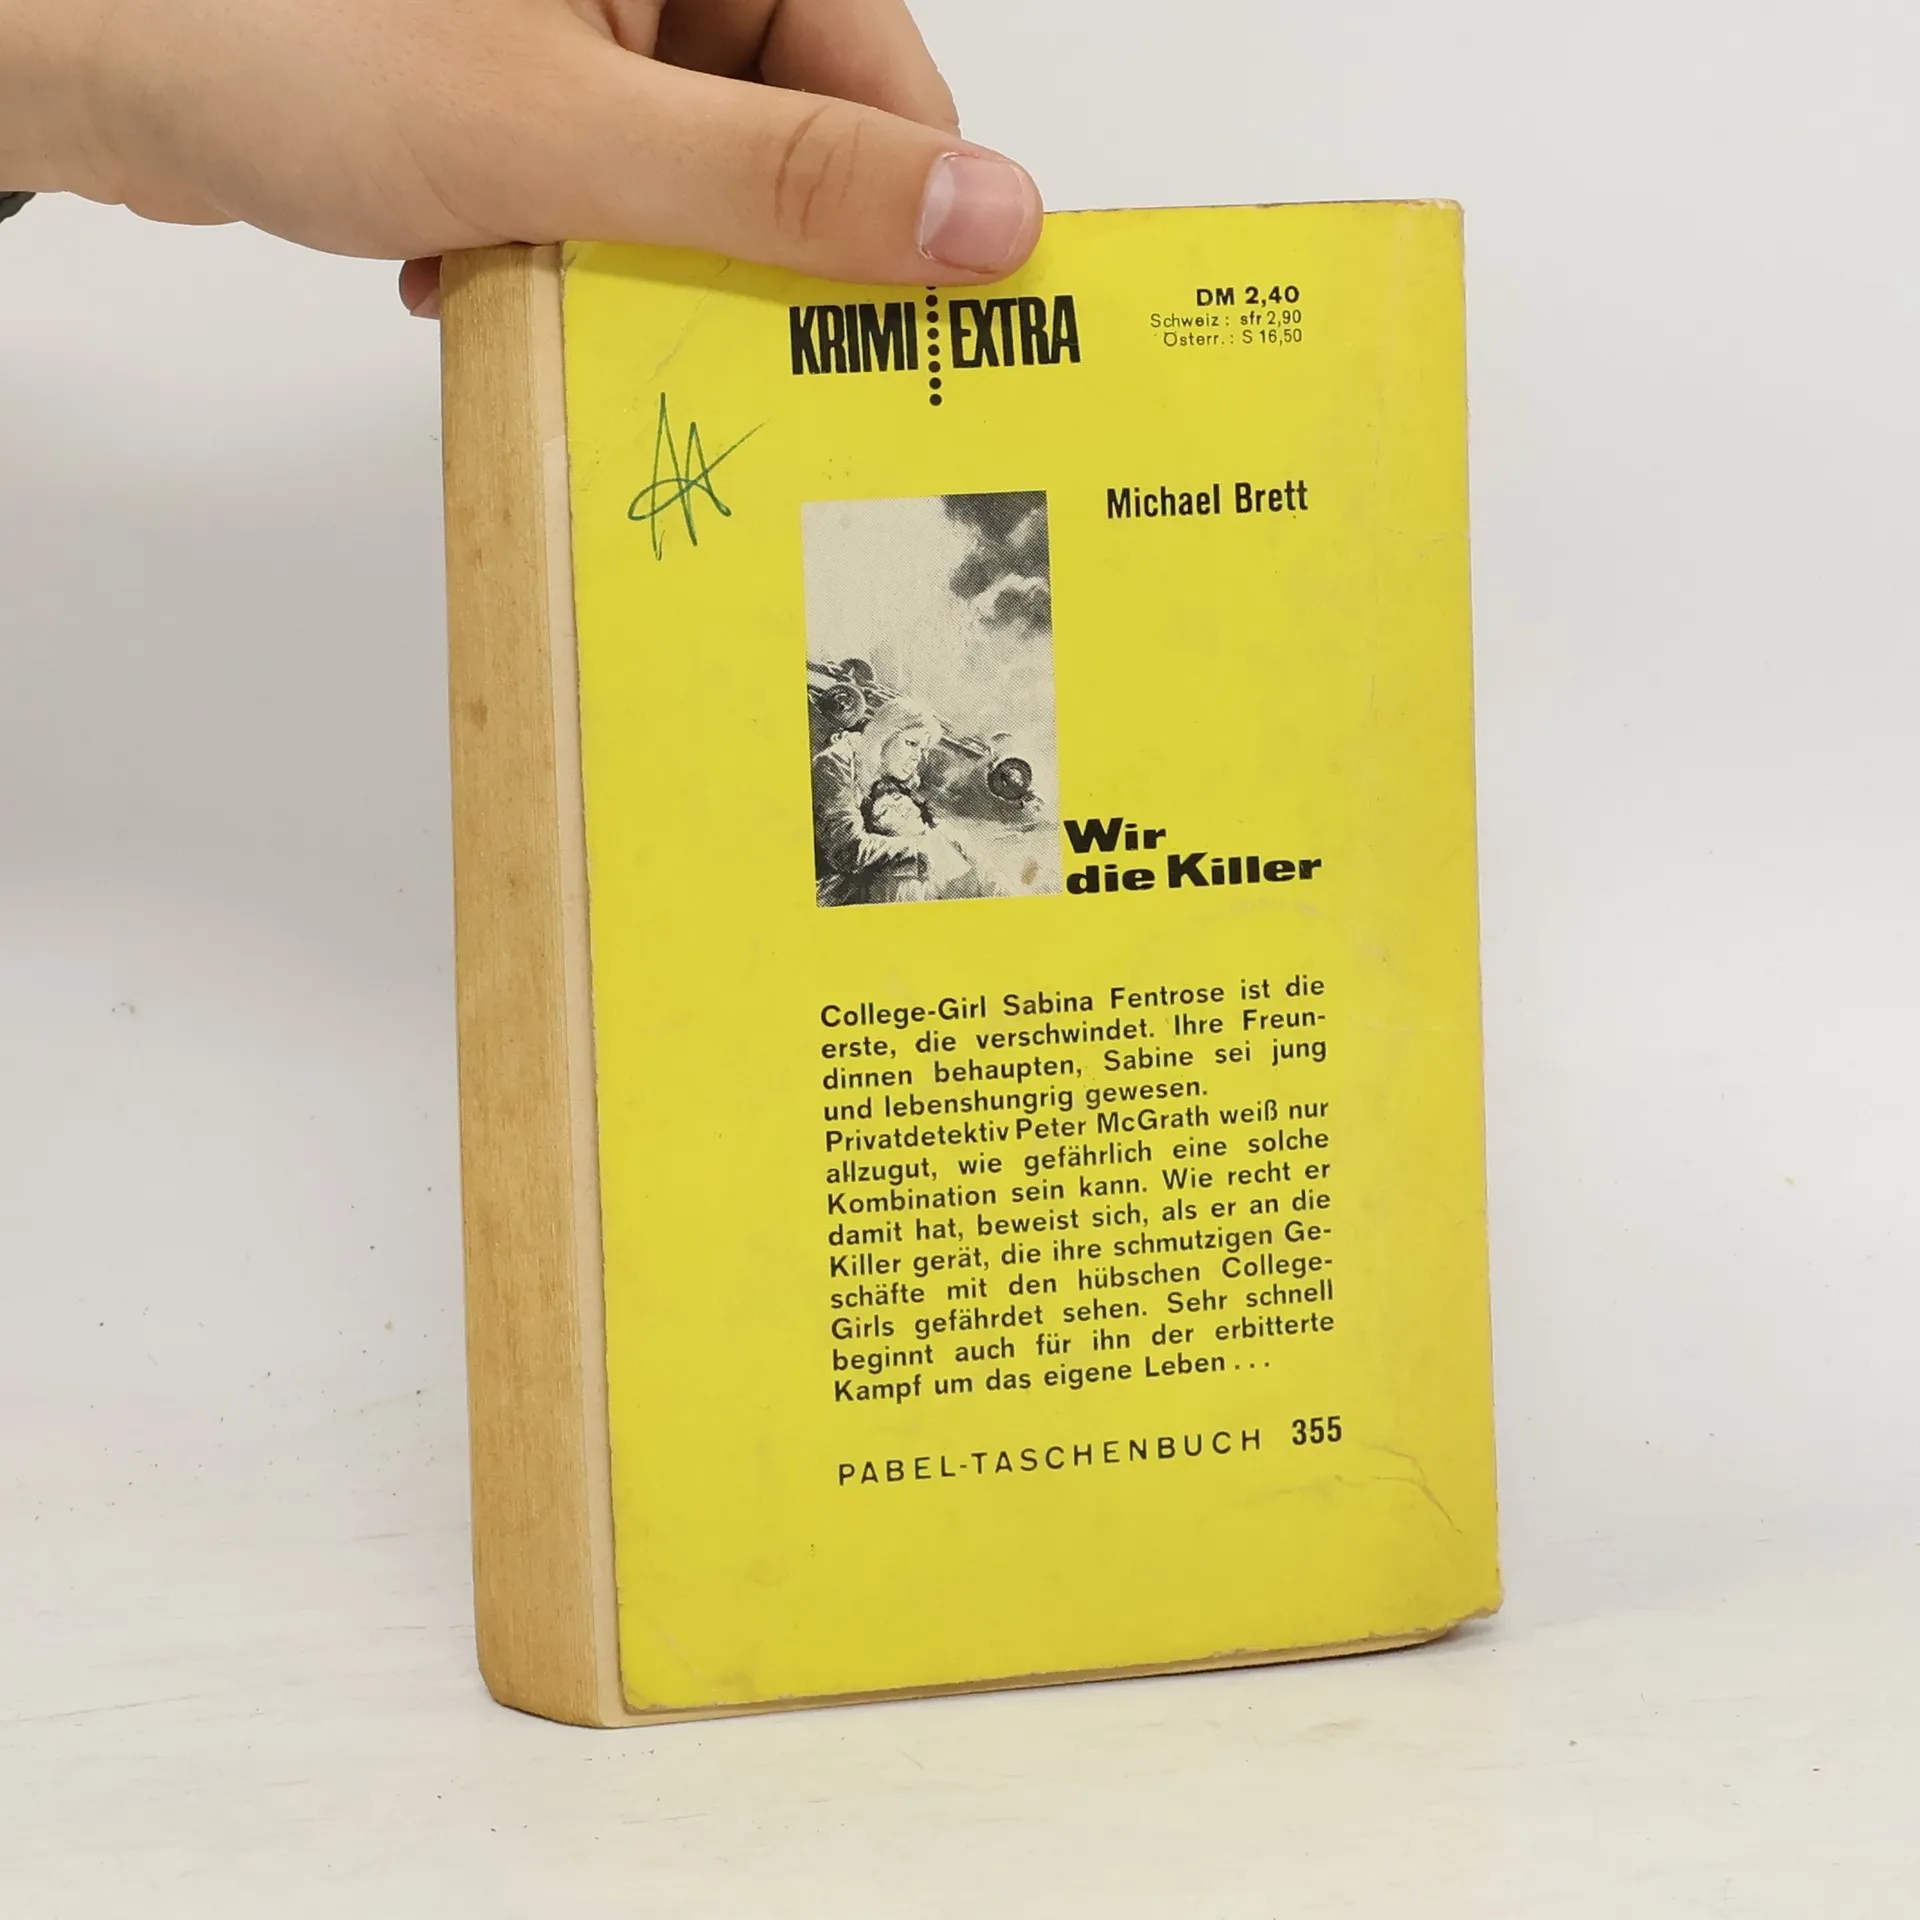 KRIMI EXTRA
DM 2,40
Schweiz: sfr 2,90
Österr.: S 16,50
Michael Brett
Wir
die Killer
College-Girl Sabina Fentrose ist die
erste, die verschwindet. Ihre Freun-
dinnen behaupten, Sabine sei jung
und lebenshungrig gewesen.
Privatdetektiv Peter McGrath weiß nur
allzugut, wie gefährlich eine solche
Kombination sein kann. Wie recht er
damit hat, beweist sich, als er an die
Killer gerät, die ihre schmutzigen Ge-
schäfte mit den hübschen College-
Girls gefährdet sehen. Sehr schnell
beginnt auch für ihn der erbitterte
Kampf um das eigene Leben...
PABEL-TASCHENBUCH 355